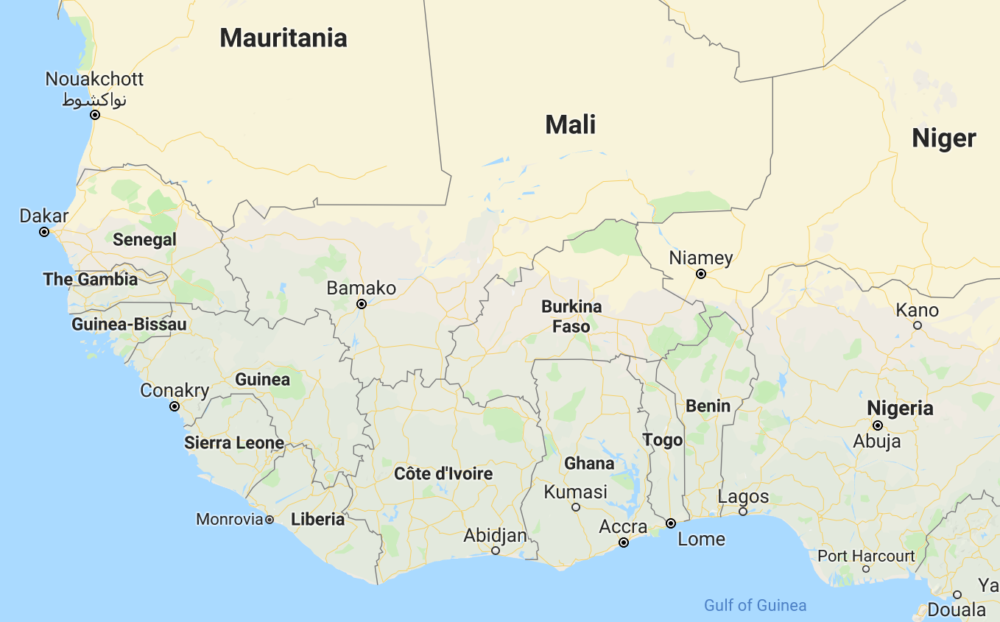 Mauritania
Nouakchott
نواكشوط
Mali
Niger
Dakar
Senegal
Niamey
The Gambia
Bamako
Burkina
Faso
Kano
Guinea-Bissau
Guinea
Conakry
Benin
Nigeria
Abuja
Sierra Leone
Togo
Côte d'Ivoire
Ghana
Kumasi
Lagos
Monrovia
Liberia
Abidjan
Accra
Lome
Port Harcourt
Ya
Gulf of Guinea
Douala